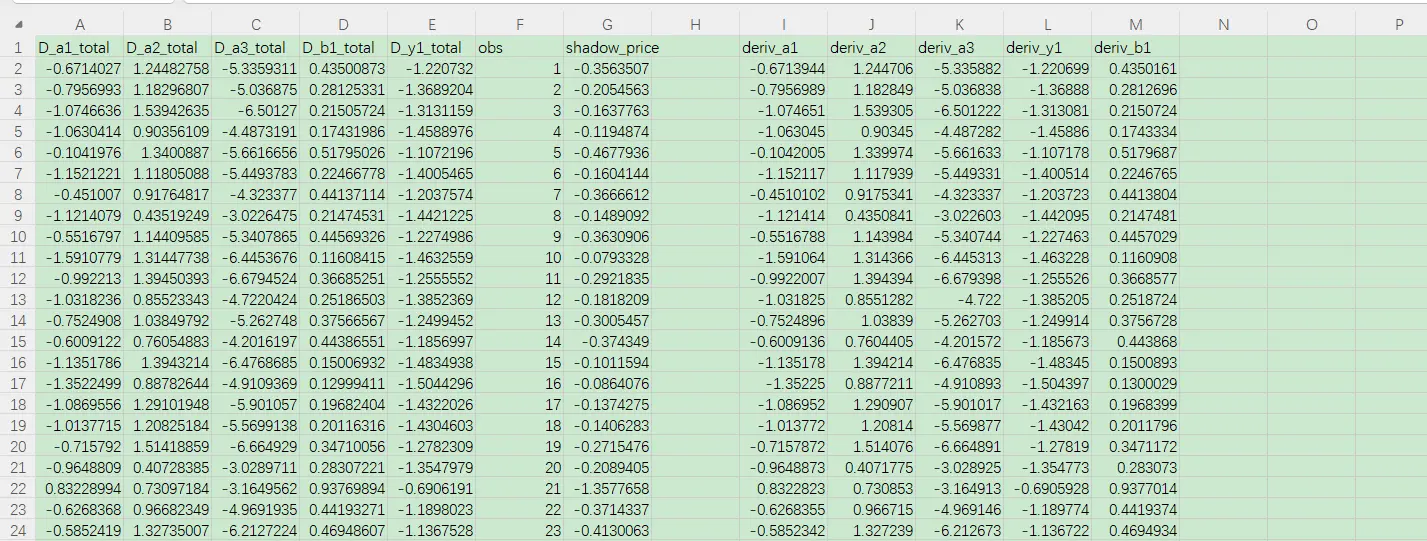 A B C D E F G H I J K L M N O P
1 D_a1_total D_a2_total D_a3_total D_b1_total D_y1_total obs shadow_price deriv_a1 deriv_a2 deriv_a3 deriv_y1 deriv_b1
2 -0.6714027 1.24482758 -5.3359311 0.43500873 -1.220732 1 -0.3563507 -0.6713944 1.244706 -5.335882 -1.220699 0.4350161
3 -0.7956993 1.18296807 -5.036875 0.28125331 -1.3689204 2 -0.2054563 -0.7956989 1.182849 -5.036838 -1.36888 0.2812696
4 -1.0746636 1.53942635 -6.50127 0.21505724 -1.3131159 3 -0.1637763 -1.074651 1.539305 -6.501222 -1.313081 0.2150724
5 -1.0630414 0.90356109 -4.4873191 0.17431986 -1.4588976 4 -0.1194874 -1.063045 0.90345 -4.487282 -1.45886 0.1743334
6 -0.1041976 1.3400887 -5.6616656 0.51795026 -1.1072196 5 -0.4677936 -0.1042005 1.339974 -5.661633 -1.107178 0.5179687
7 -1.1521221 1.11805088 -5.4493783 0.22466778 -1.4005465 6 -0.1604144 -1.152117 1.117939 -5.449331 -1.400514 0.2246765
8 -0.451007 0.91764817 -4.323377 0.44137114 -1.2037574 7 -0.3666612 -0.4510102 0.9175341 -4.323337 -1.203723 0.4413804
9 -1.1214079 0.43519249 -3.0226475 0.21474531 -1.4421225 8 -0.1489092 -1.121414 0.4350841 -3.022603 -1.442095 0.2147481
10 -0.5516797 1.14409585 -5.3407865 0.44569326 -1.2274986 9 -0.3630906 -0.5516788 1.143984 -5.340744 -1.227463 0.4457029
11 -1.5910779 1.31447738 -6.4453676 0.11608415 -1.4632559 10 -0.0793328 -1.591064 1.314366 -6.445313 -1.463228 0.1160908
12 -0.992213 1.39450393 -6.6794524 0.36685251 -1.2555552 11 -0.2921835 -0.9922007 1.394394 -6.679398 -1.255526 0.3668577
13 -1.0318236 0.85523343 -4.7220424 0.25186503 -1.3852369 12 -0.1818209 -1.031825 0.8551282 -4.722 -1.385205 0.2518724
14 -0.7524908 1.03849792 -5.262748 0.37566567 -1.2499452 13 -0.3005457 -0.7524896 1.03839 -5.262703 -1.249914 0.3756728
15 -0.6009122 0.76054883 -4.2016197 0.44386551 -1.1856997 14 -0.374349 -0.6009136 0.7604405 -4.201572 -1.185673 0.443868
16 -1.1351786 1.3943214 -6.4768685 0.15006932 -1.4834938 15 -0.1011594 -1.135178 1.394214 -6.476835 -1.48345 0.1500893
17 -1.3522499 0.88782644 -4.9109369 0.12999411 -1.5044296 16 -0.0864076 -1.35225 0.8877211 -4.910893 -1.504397 0.1300029
18 -1.0869556 1.29101948 -5.901057 0.19682404 -1.4322026 17 -0.1374275 -1.086952 1.290907 -5.901017 -1.432163 0.1968399
19 -1.0137715 1.20825184 -5.5699138 0.20116316 -1.4304603 18 -0.1406283 -1.013772 1.20814 -5.569877 -1.43042 0.2011796
20 -0.715792 1.51418859 -6.664929 0.34710056 -1.2782309 19 -0.2715476 -0.7157872 1.514076 -6.664891 -1.27819 0.3471172
21 -0.9648809 0.40728385 -3.0289711 0.28307221 -1.3547979 20 -0.2089405 -0.9648873 0.4071775 -3.028925 -1.354773 0.283073
22 0.83228994 0.73097184 -3.1649562 0.93769894 -0.6906191 21 -1.3577658 0.8322823 0.730853 -3.164913 -0.6905928 0.9377014
23 -0.6268368 0.96682349 -4.9691935 0.44193271 -1.1898023 22 -0.3714337 -0.6268355 0.966715 -4.969146 -1.189774 0.4419374
24 -0.5852419 1.32735007 -6.2127224 0.46948607 -1.1367528 23 -0.4130063 -0.5852342 1.327239 -6.212673 -1.136722 0.4694934